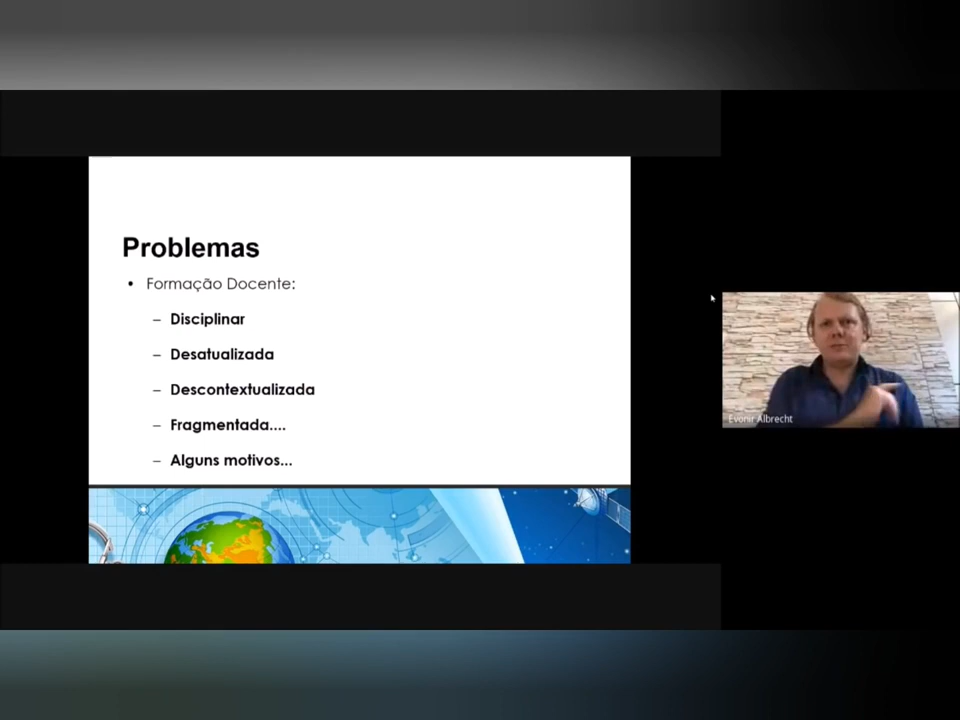 Problemas
• Formação Docente:
– Disciplinar
– Desatualizada
– Descontextualizada
– Fragmentada....
– Alguns motivos...
Evonir Albrecht